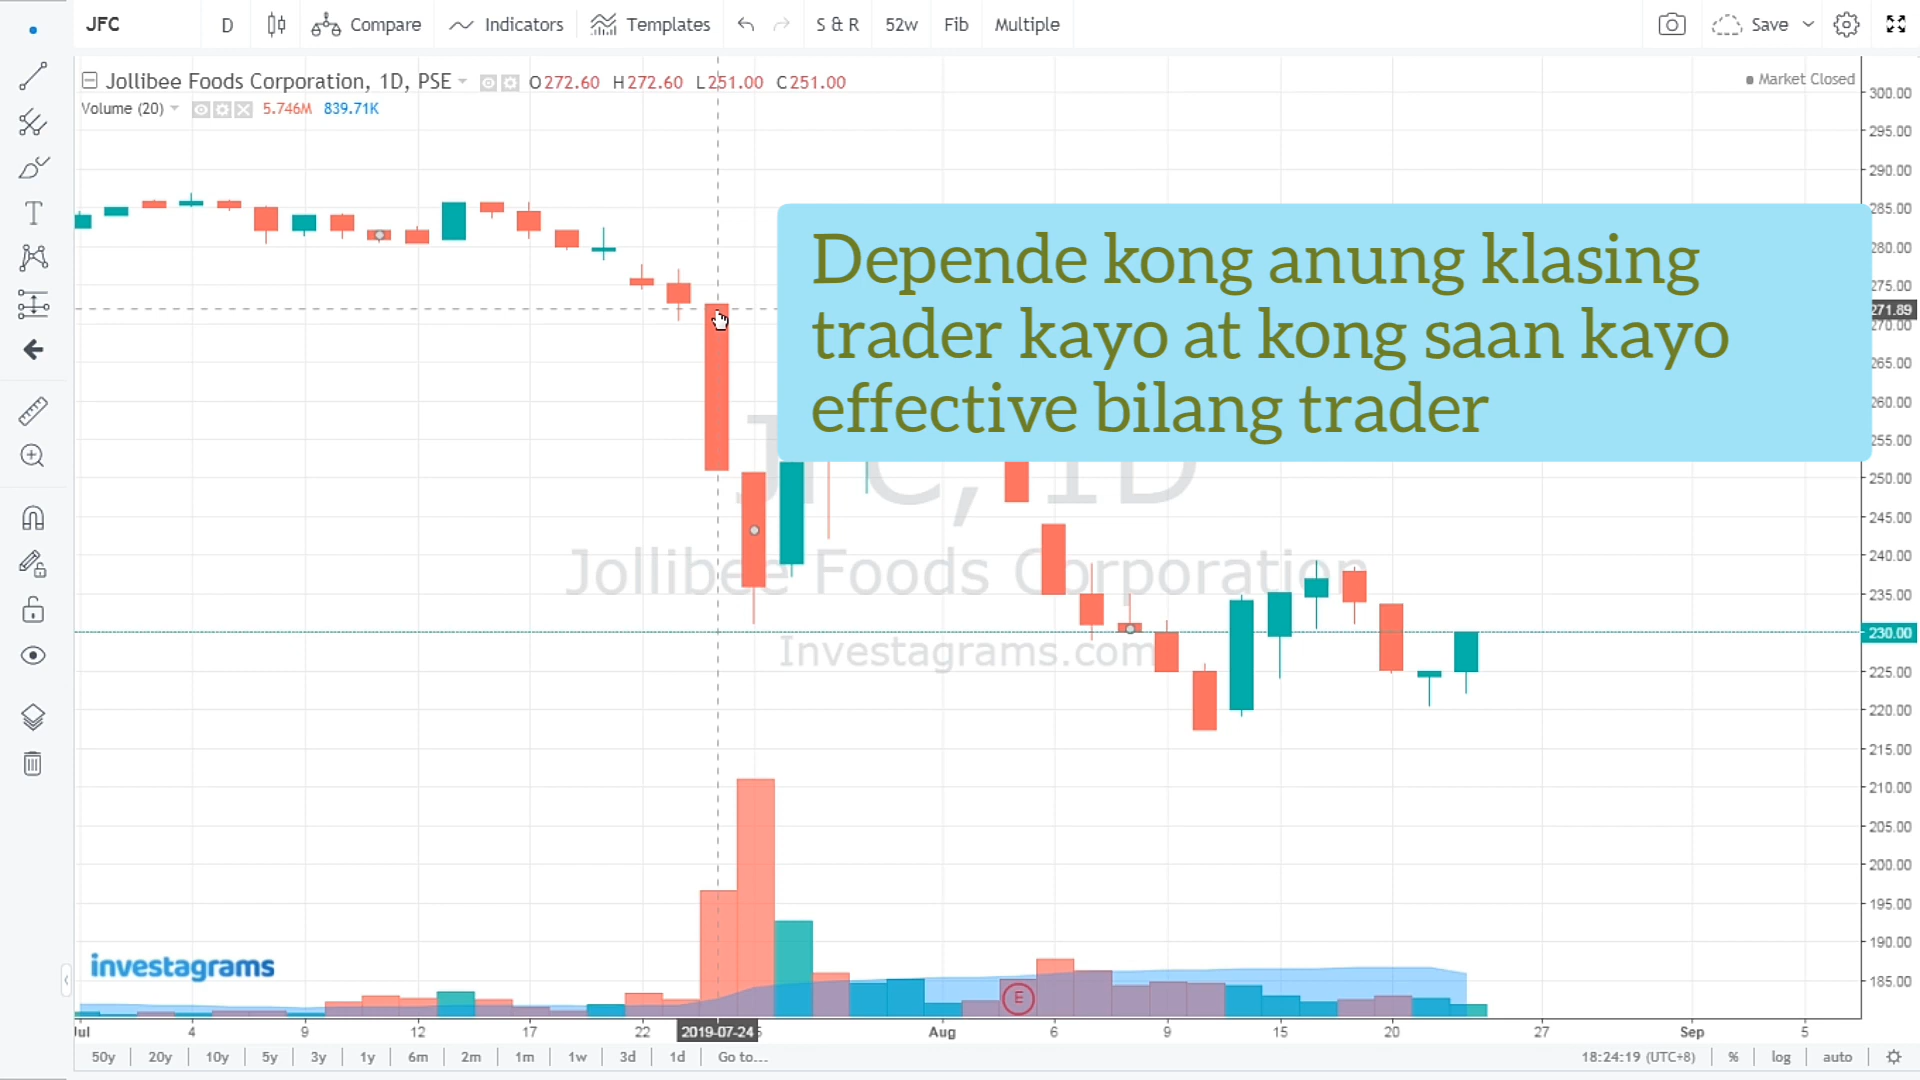 JFC D Compare Indicators Templates S & R 52w Fib Multiple Save
Jollibee Foods Corporation, 1D, PSE O272.60 H272.60 L251.00 C251.00 Market Closed
Volume (20) 5.746M 839.71K
Depende kong anung klasing
trader kayo at kong saan kayo
effective bilang trader
300.00
295.00
290.00
285.00
280.00
275.00
271.89
270.00
265.00
260.00
255.00
250.00
245.00
240.00
235.00
230.00
225.00
220.00
215.00
210.00
205.00
200.00
195.00
190.00
185.00
JFC, 1D
Jollibee Foods Corporation
Investagrams.com
investagrams
E
Jul 4 9 12 17 22 2019-07-24 Aug 6 9 15 20 27 Sep 5
50y 20y 10y 5y 3y 1y 6m 2m 1m 1w 3d 1d Go to... 18:24:19 (UTC+8) % log auto